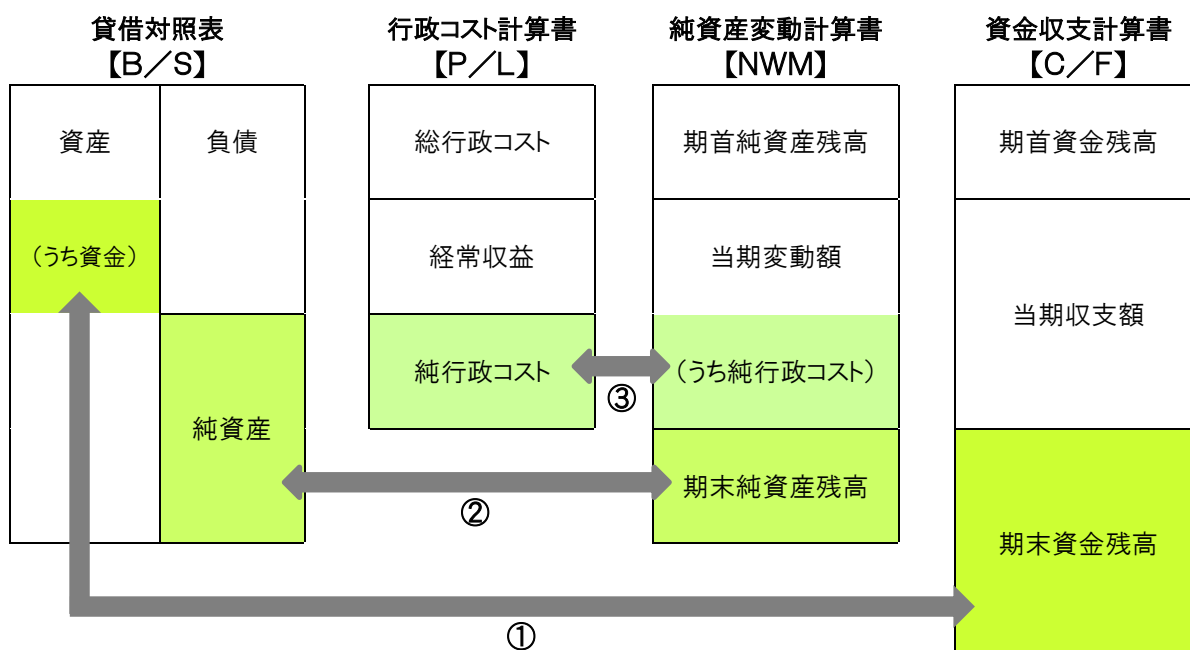 貸借対照表
【B/S】
資産
負債
(うち資金)
純資産
行政コスト計算書
【P/L】
総行政コスト
経常収益
純行政コスト
純資産変動計算書
【NWM】
期首純資産残高
当期変動額
(うち純行政コスト)
期末純資産残高
資金収支計算書
【C/F】
期首資金残高
当期収支額
期末資金残高
③
②
①